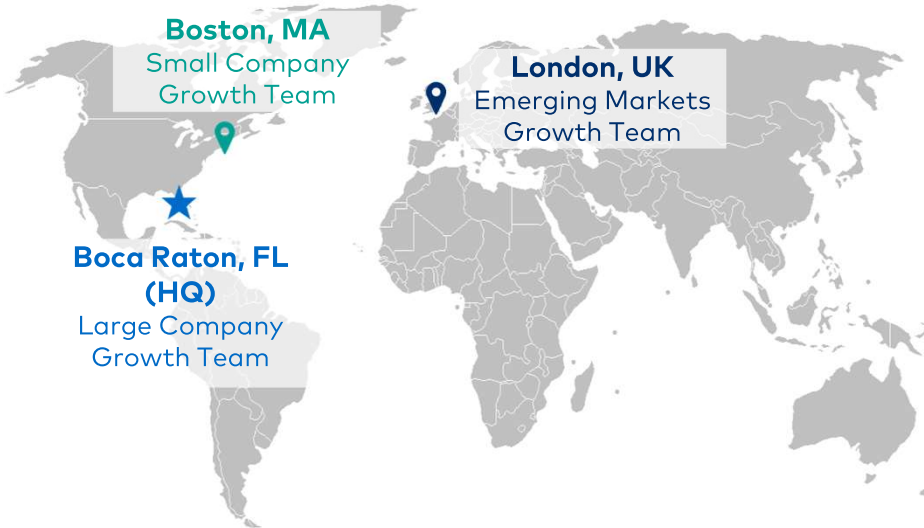 Boston, MA
Small Company
Growth Team
London, UK
Emerging Markets
Growth Team
Boca Raton, FL
(HQ)
Large Company
Growth Team